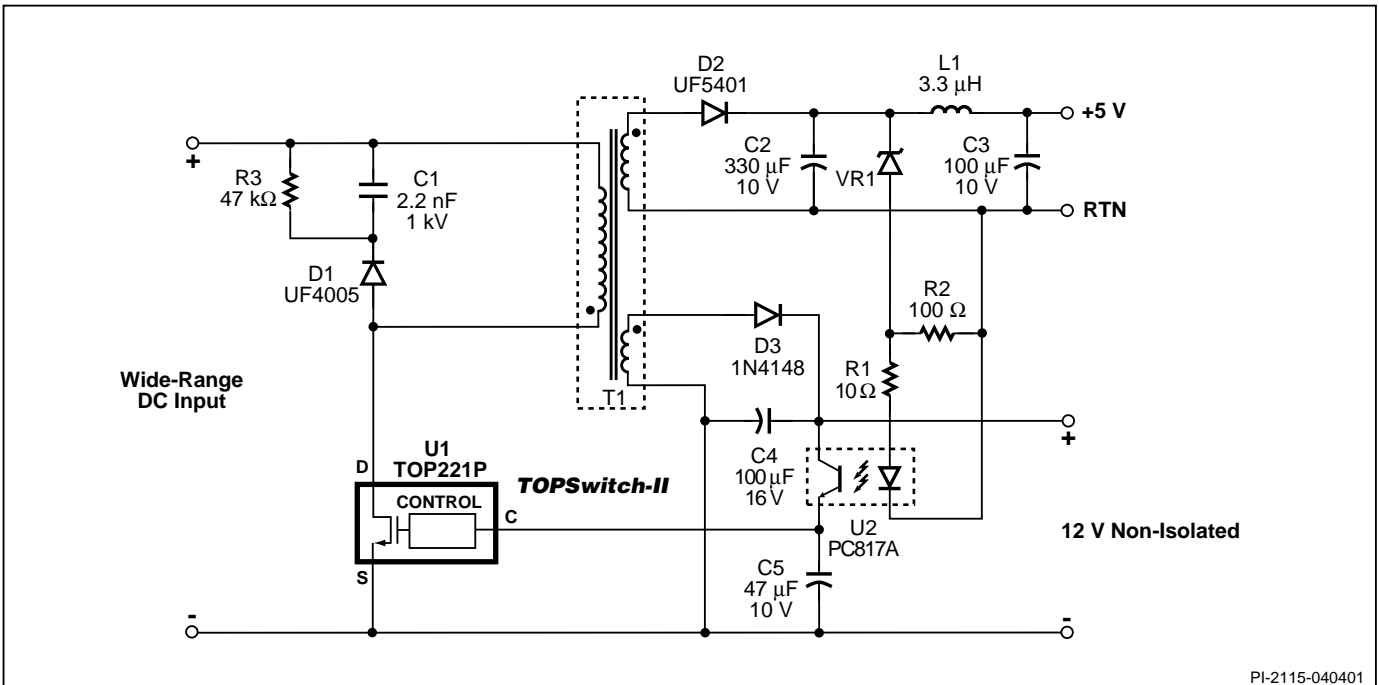 D2
UF5401
L1
3.3 µH
+5 V
+
R3
47 kΩ
C1
2.2 nF
1 kV
C2
330 µF
10 V
VR1
C3
100 µF
10 V
RTN
D1
UF4005
R2
100 Ω
D3
1N4148
R1
10 Ω
T1
Wide-Range
DC Input
+
U1
TOP221P
D
TOPSwitch-II
CONTROL
C
S
C4
100 µF
16 V
U2
PC817A
12 V Non-Isolated
C5
47 µF
10 V
-
-
PI-2115-040401